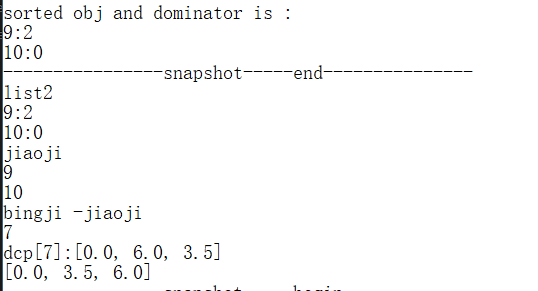 sorted obj and dominator is :
9:2
10:0
----------------snapshot-----end---------------
list2
9:2
10:0
jiaoji
9
10
bingji -jiaoji
7
dcp[7]:[0.0, 6.0, 3.5]
[0.0, 3.5, 6.0]